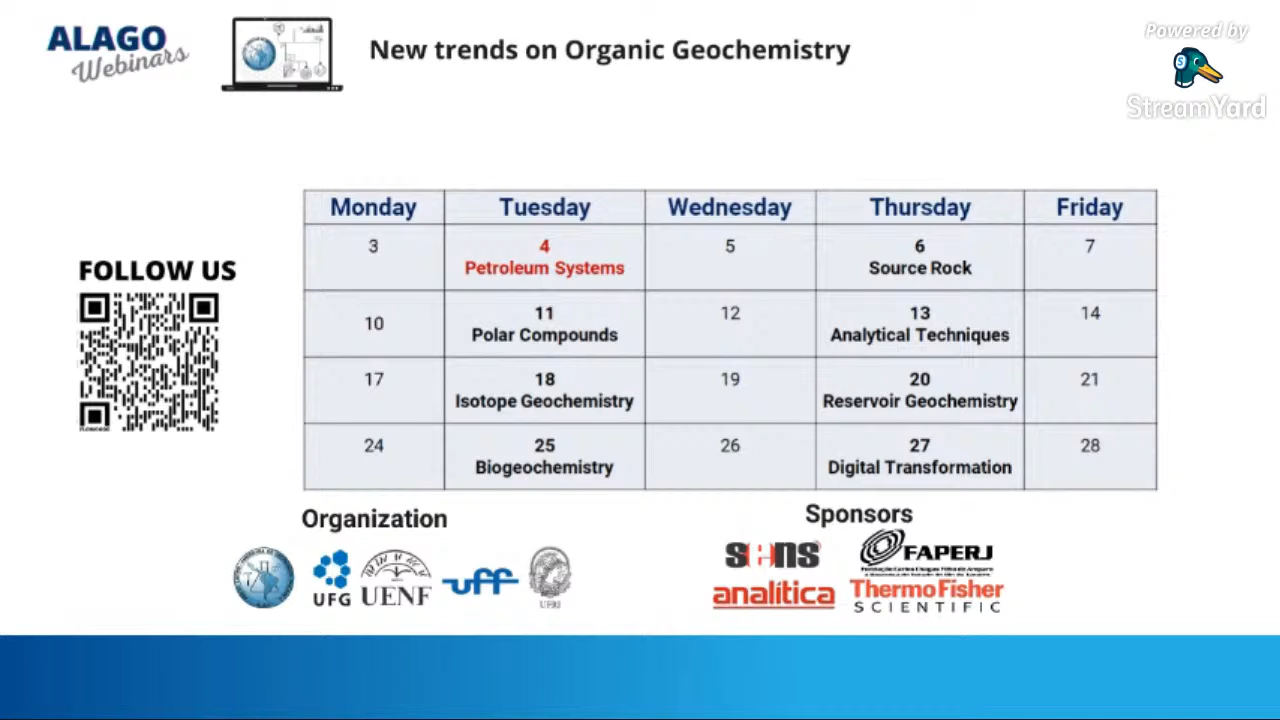 ALAGO
Webinars
New trends on Organic Geochemistry
Powered by
StreamYard
FOLLOW US
Monday Tuesday Wednesday Thursday Friday
3 4 5 6 7
Petroleum Systems Source Rock
10 11 12 13 14
Polar Compounds Analytical Techniques
17 18 19 20 21
Isotope Geochemistry Reservoir Geochemistry
24 25 26 27 28
Biogeochemistry Digital Transformation
Organization
Sponsors
UFG
UENF
uff
UFRJ
sens
analítica
FAPERJ
ThermoFisher
SCIENTIFIC